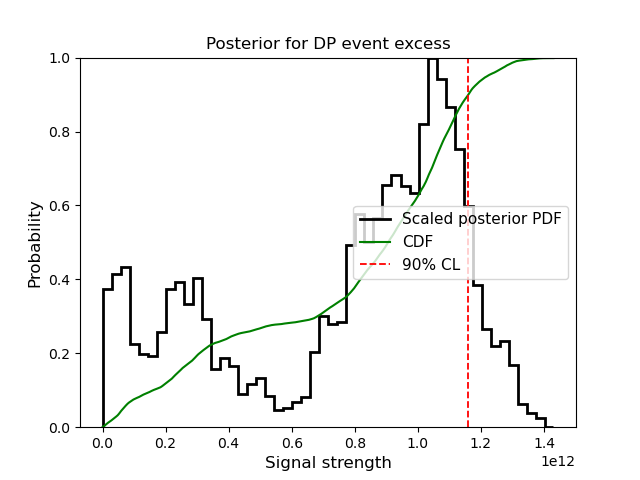 Posterior for DP event excess
Probability
1.0
0.8
0.6
0.4
0.2
0.0
Scaled posterior PDF
CDF
90% CL
0.0 0.2 0.4 0.6 0.8 1.0 1.2 1.4
1e12
Signal strength